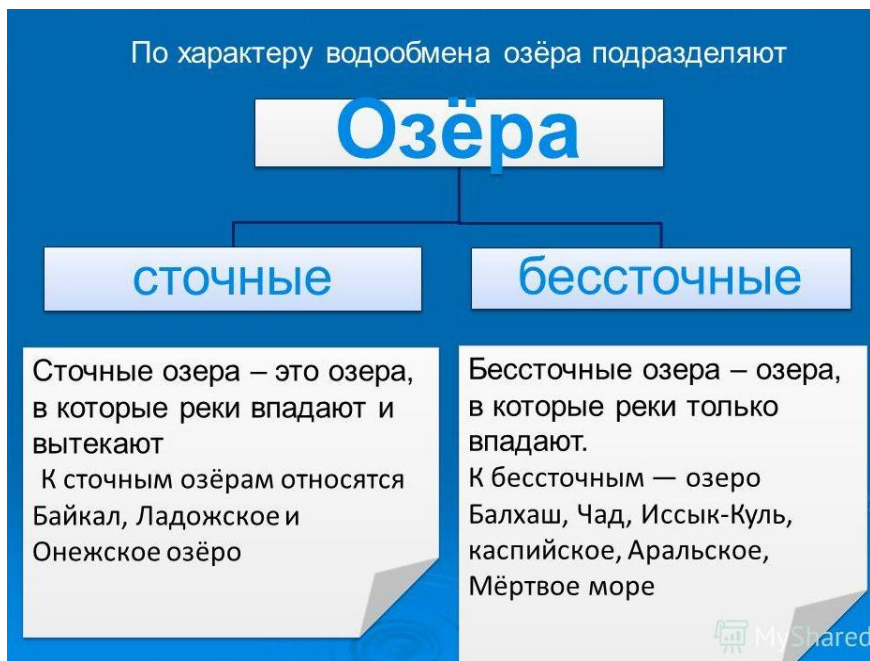 По характеру водообмена озёра подразделяют
Озёра
сточные
бессточные
Сточные озера – это озера,
в которые реки впадают и
вытекают
К сточным озёрам относятся
Байкал, Ладожское и
Онежское озёро
Бессточные озера – озера,
в которые реки только
впадают.
К бессточным — озеро
Балхаш, Чад, Иссык-Куль,
каспийское, Аральское,
Мёртвое море
MyShared